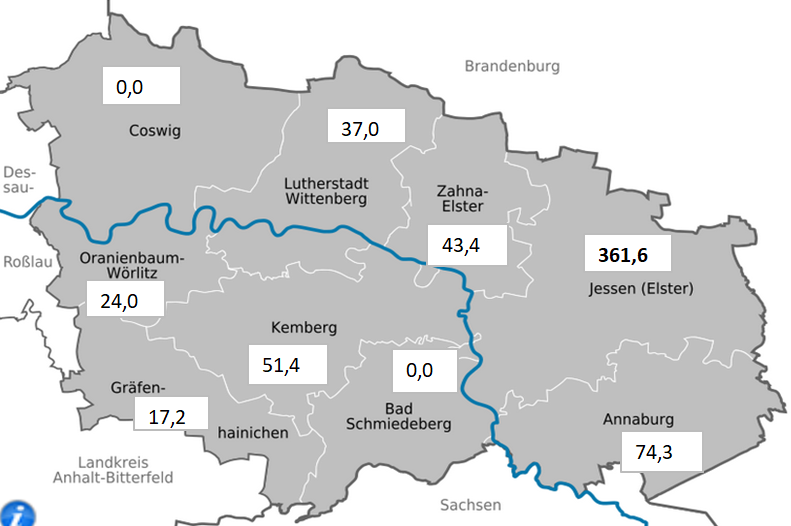 Brandenburg
0,0
Coswig
37,0
Des-
sau-
Lutherstadt
Wittenberg
Zahna-
Elster
43,4
361,6
Jessen (Elster)
Roßlau
Oranienbaum-
Wörlitz
24,0
Kemberg
51,4
0,0
Gräfen-
17,2
hainichen
Bad
Schmiedeberg
Annaburg
74,3
Landkreis
Anhalt-Bitterfeld
Sachsen
i